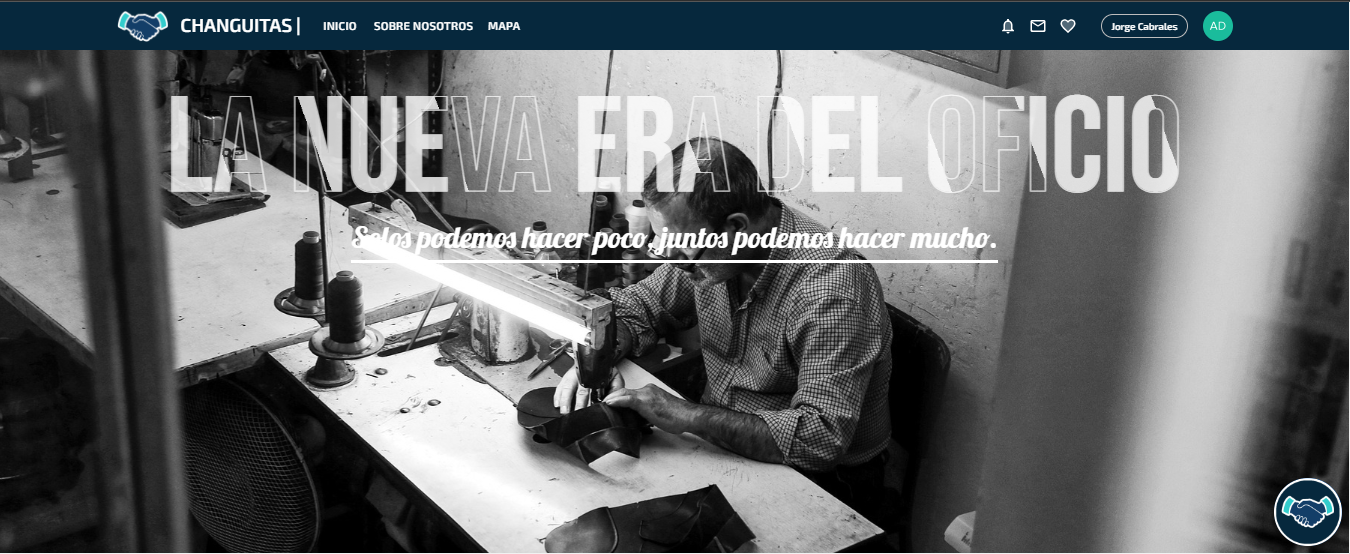 CHANGUITAS | INICIO SOBRE NOSOTROS MAPA Jorge Cabrales AD
LA NUEVA ERA DEL OFICIO
Solos podemos hacer poco, juntos podemos hacer mucho.